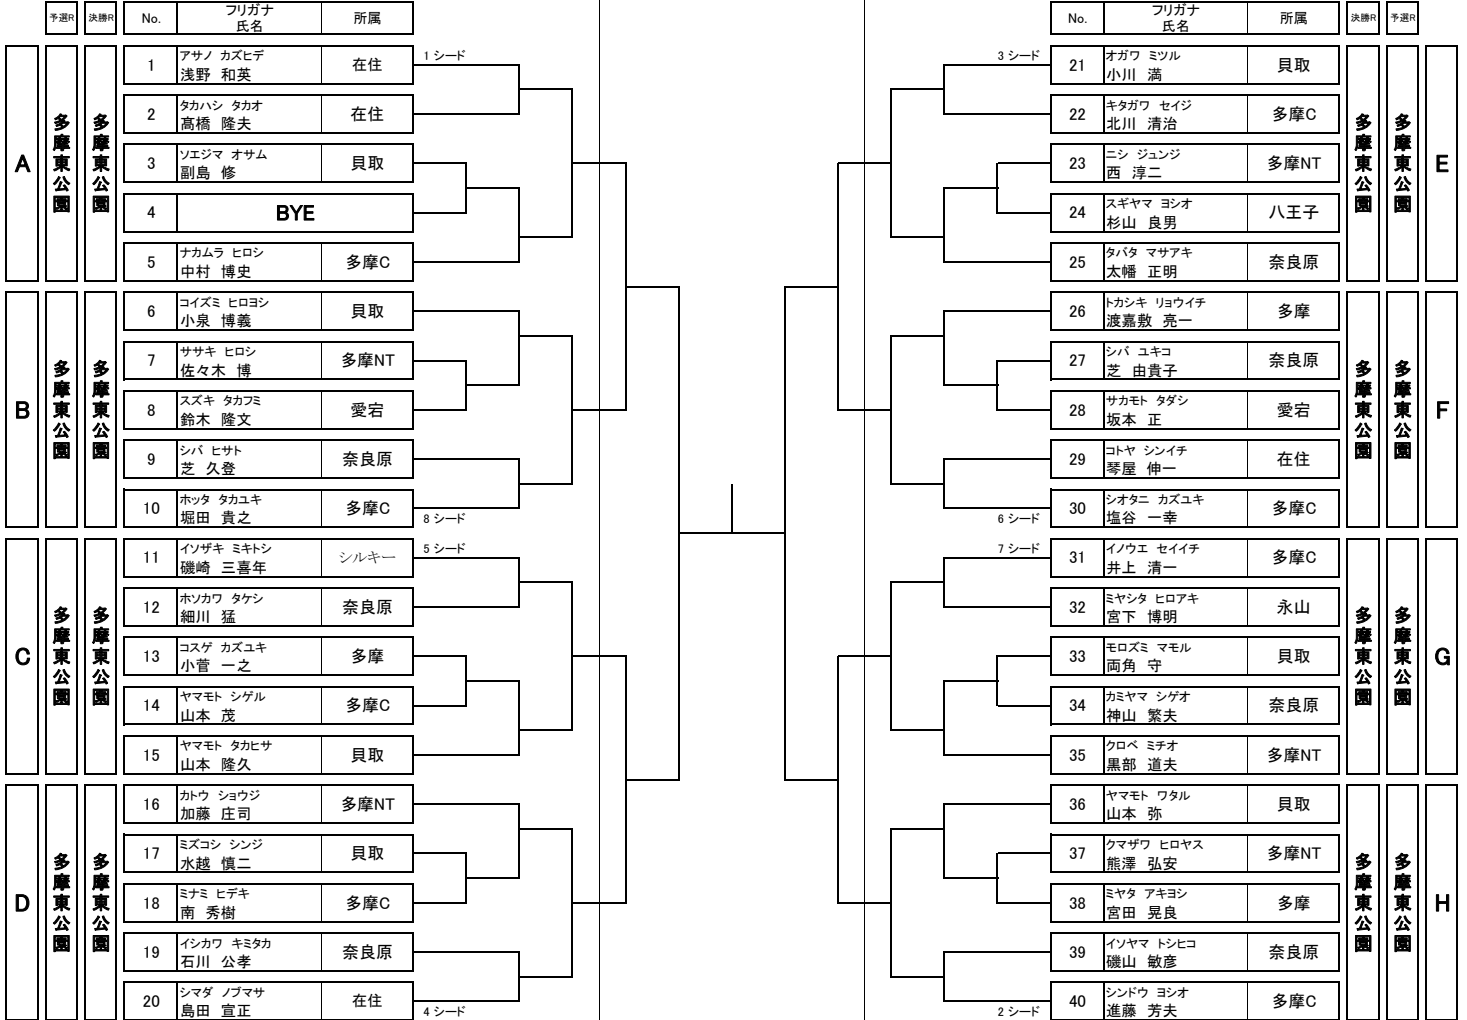 予選R 決勝R No. フリガナ 氏名 所属
A 多摩東公園 多摩東公園
1 アサノ カズヒデ 浅野 和英 在住 1 シード
2 タカハシ タカオ 髙橋 隆夫 在住
3 ソエジマ オサム 副島 修 貝取
4 BYE
5 ナカムラ ヒロシ 中村 博史 多摩C
B 多摩東公園 多摩東公園
6 コイズミ ヒロヨシ 小泉 博義 貝取
7 ササキ ヒロシ 佐々木 博 多摩NT
8 スズキ タカフミ 鈴木 隆文 愛宕
9 シバ ヒサト 芝 久登 奈良原
10 ホッタ タカユキ 堀田 貴之 多摩C 8 シード
C 多摩東公園 多摩東公園
11 イソザキ ミキトシ 磯崎 三喜年 シルキー 5 シード
12 ホソカワ タケシ 細川 猛 奈良原
13 コスゲ カズユキ 小菅 一之 多摩
14 ヤマモト シゲル 山本 茂 多摩C
15 ヤマモト タカヒサ 山本 隆久 貝取
D 多摩東公園 多摩東公園
16 カトウ ショウジ 加藤 庄司 多摩NT
17 ミズコシ シンジ 水越 慎二 貝取
18 ミナミ ヒデキ 南 秀樹 多摩C
19 イシカワ キミタカ 石川 公孝 奈良原
20 シマダ ノブマサ 島田 宣正 在住 4 シード
No. フリガナ 氏名 所属 決勝R 予選R
3 シード 21 オガワ ミツル 小川 満 貝取
22 キタガワ セイジ 北川 清治 多摩C
23 ニシ ジュンジ 西 淳二 多摩NT
24 スギヤマ ヨシオ 杉山 良男 八王子
25 タバタ マサアキ 太幡 正明 奈良原
多摩東公園 多摩東公園 E
26 トカシキ リョウイチ 渡嘉敷 亮一 多摩
27 シバ ユキコ 芝 由貴子 奈良原
28 サカモト タダシ 坂本 正 愛宕
29 コトヤ シンイチ 琴屋 伸一 在住
6 シード 30 シオタニ カズユキ 塩谷 一幸 多摩C
多摩東公園 多摩東公園 F
7 シード 31 イノウエ セイイチ 井上 清一 多摩C
32 ミヤシタ ヒロアキ 宮下 博明 永山
33 モロズミ マモル 両角 守 貝取
34 カミヤマ シゲオ 神山 繁夫 奈良原
35 クロベ ミチオ 黒部 道夫 多摩NT
多摩東公園 多摩東公園 G
36 ヤマモト ワタル 山本 弥 貝取
37 クマザワ ヒロヤス 熊澤 弘安 多摩NT
38 ミヤタ アキヨシ 宮田 晃良 多摩
39 イソヤマ トシヒコ 磯山 敏彦 奈良原
2 シード 40 シンドウ ヨシオ 進藤 芳夫 多摩C
多摩東公園 多摩東公園 H